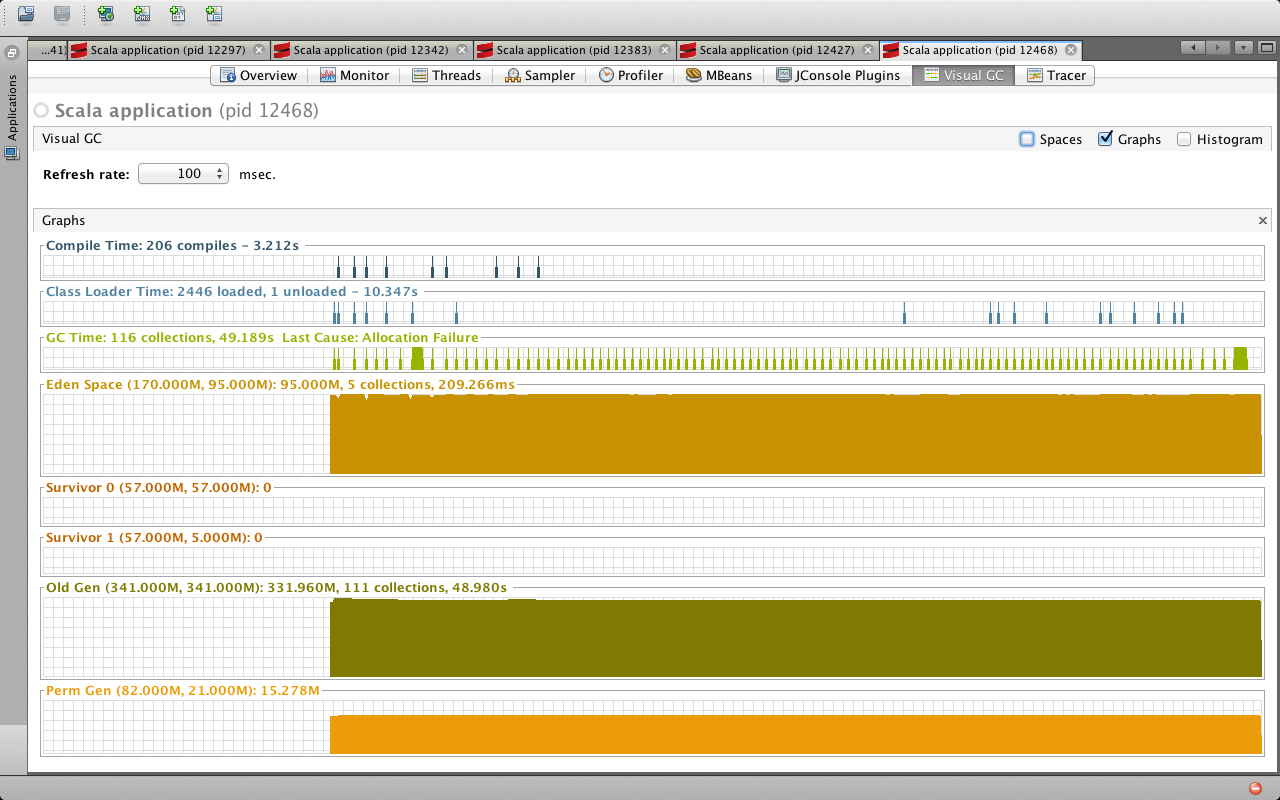 ...41)
Scala application (pid 12297)
Scala application (pid 12342)
Scala application (pid 12383)
Scala application (pid 12427)
Scala application (pid 12468)
Applications
Overview
Monitor
Threads
Sampler
Profiler
MBeans
JConsole Plugins
Visual GC
Tracer
Scala application (pid 12468)
Visual GC
Spaces
Graphs
Histogram
Refresh rate: 100 msec.
Graphs
Compile Time: 206 compiles - 3.212s
Class Loader Time: 2446 loaded, 1 unloaded - 10.347s
GC Time: 116 collections, 49.189s  Last Cause: Allocation Failure
Eden Space (170.000M, 95.000M): 95.000M, 5 collections, 209.266ms
Survivor 0 (57.000M, 57.000M): 0
Survivor 1 (57.000M, 5.000M): 0
Old Gen (341.000M, 341.000M): 331.960M, 111 collections, 48.980s
Perm Gen (82.000M, 21.000M): 15.278M